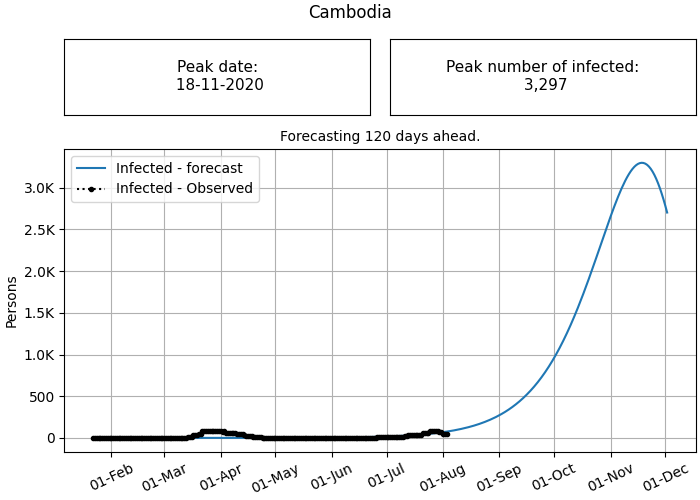 Cambodia
Peak date:
18-11-2020
Peak number of infected:
3,297
Forecasting 120 days ahead.
Infected - forecast
Infected - Observed
Persons
3.0K
2.5K
2.0K
1.5K
1.0K
500
0
01-Feb
01-Mar
01-Apr
01-May
01-Jun
01-Jul
01-Aug
01-Sep
01-Oct
01-Nov
01-Dec